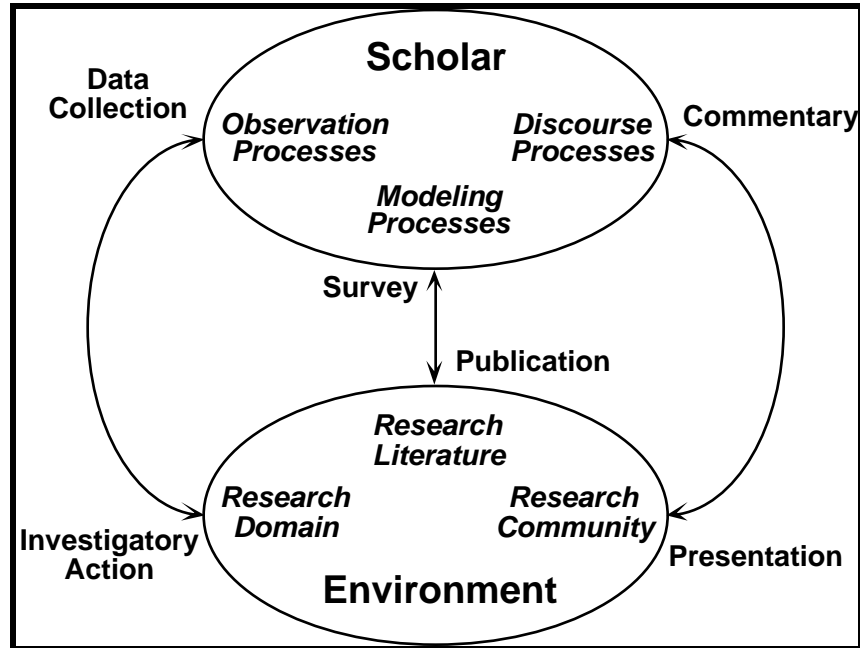 Scholar
Data
Collection
Observation
Processes
Discourse
Processes
Commentary
Modeling
Processes
Survey
Publication
Research
Literature
Research
Domain
Research
Community
Investigatory
Action
Presentation
Environment